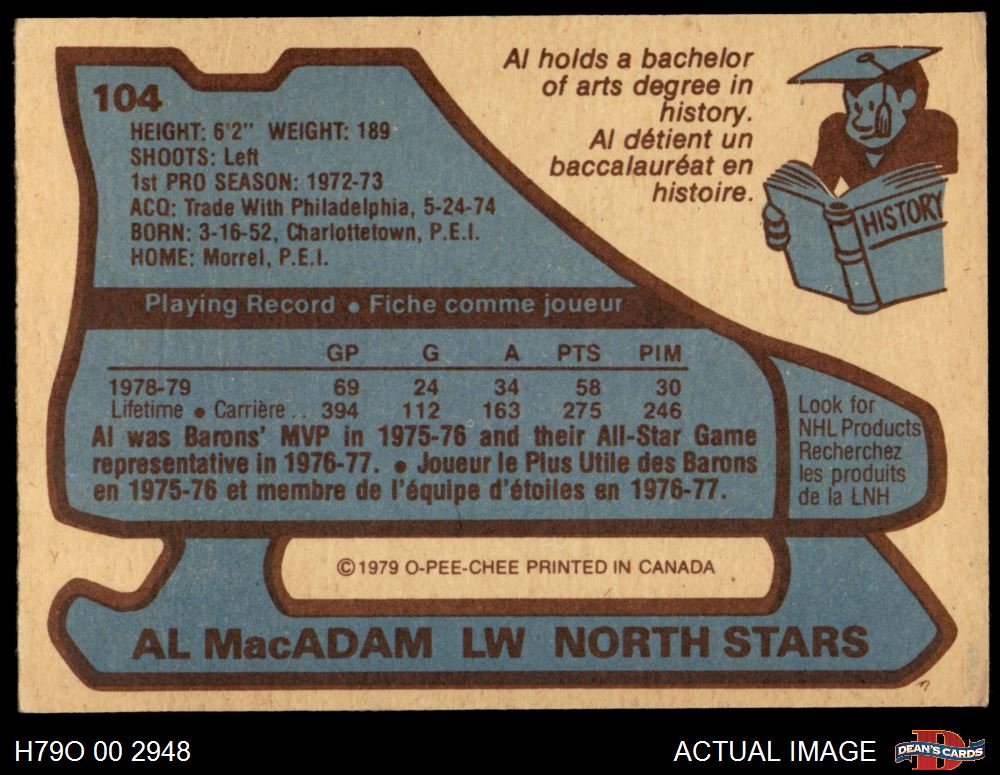 104
HEIGHT: 6'2" WEIGHT: 189
SHOOTS: Left
1st PRO SEASON: 1972-73
ACQ: Trade With Philadelphia, 5-24-74
BORN: 3-16-52, Charlottetown, P.E.I.
HOME: Morrel, P.E.I.
Al holds a bachelor
of arts degree in
history.
Al détient un
baccalauréat en
histoire.
HISTORY
Playing Record • Fiche comme joueur
GP G A PTS PIM
1978-79 69 24 34 58 30
Lifetime • Carrière .. 394 112 163 275 246
Al was Barons' MVP in 1975-76 and their All-Star Game
representative in 1976-77. • Joueur le Plus Utile des Barons
en 1975-76 et membre de l'équipe d'étoiles en 1976-77.
Look for
NHL Products
Recherchez
les produits
de la LNH
©1979 O-PEE-CHEE PRINTED IN CANADA
AL MacADAM LW NORTH STARS
H79O 00 2948
ACTUAL IMAGE
DEAN'S CARDS